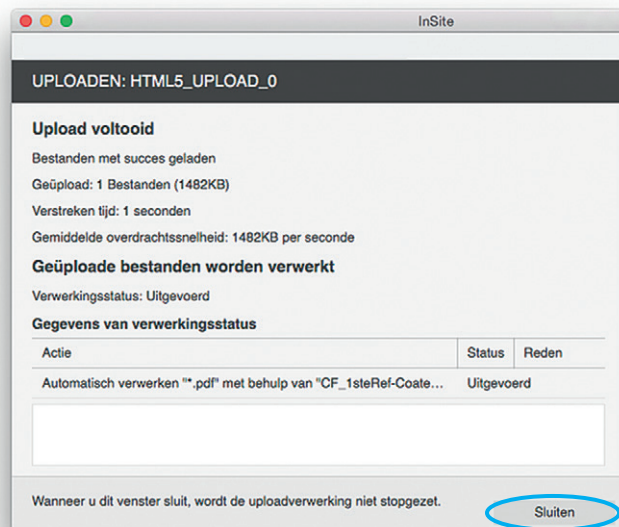 InSite
UPLOADEN: HTML5_UPLOAD_0
Upload voltooid
Bestanden met succes geladen
Geüpload: 1 Bestanden (1482KB)
Verstreken tijd: 1 seconden
Gemiddelde overdrachtssnelheid: 1482KB per seconde
Geüploade bestanden worden verwerkt
Verwerkingsstatus: Uitgevoerd
Gegevens van verwerkingsstatus
Actie Status Reden
Automatisch verwerken "*.pdf" met behulp van "CF_1steRef-Coate... Uitgevoerd
Wanneer u dit venster sluit, wordt de uploadverwerking niet stopgezet.
Sluiten